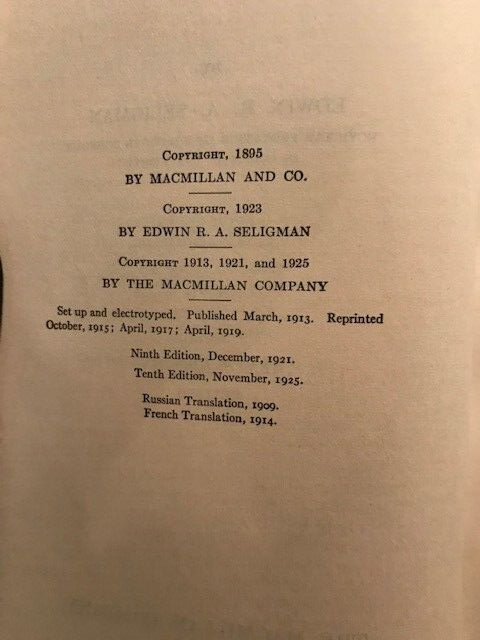 COPYRIGHT, 1895
BY MACMILLAN AND CO.
COPYRIGHT, 1923
BY EDWIN R. A. SELIGMAN
COPYRIGHT 1913, 1921, and 1925
BY THE MACMILLAN COMPANY
Set up and electrotyped. Published March, 1913. Reprinted
October, 1915; April, 1917; April, 1919.
Ninth Edition, December, 1921.
Tenth Edition, November, 1925.
Russian Translation, 1909.
French Translation, 1914.